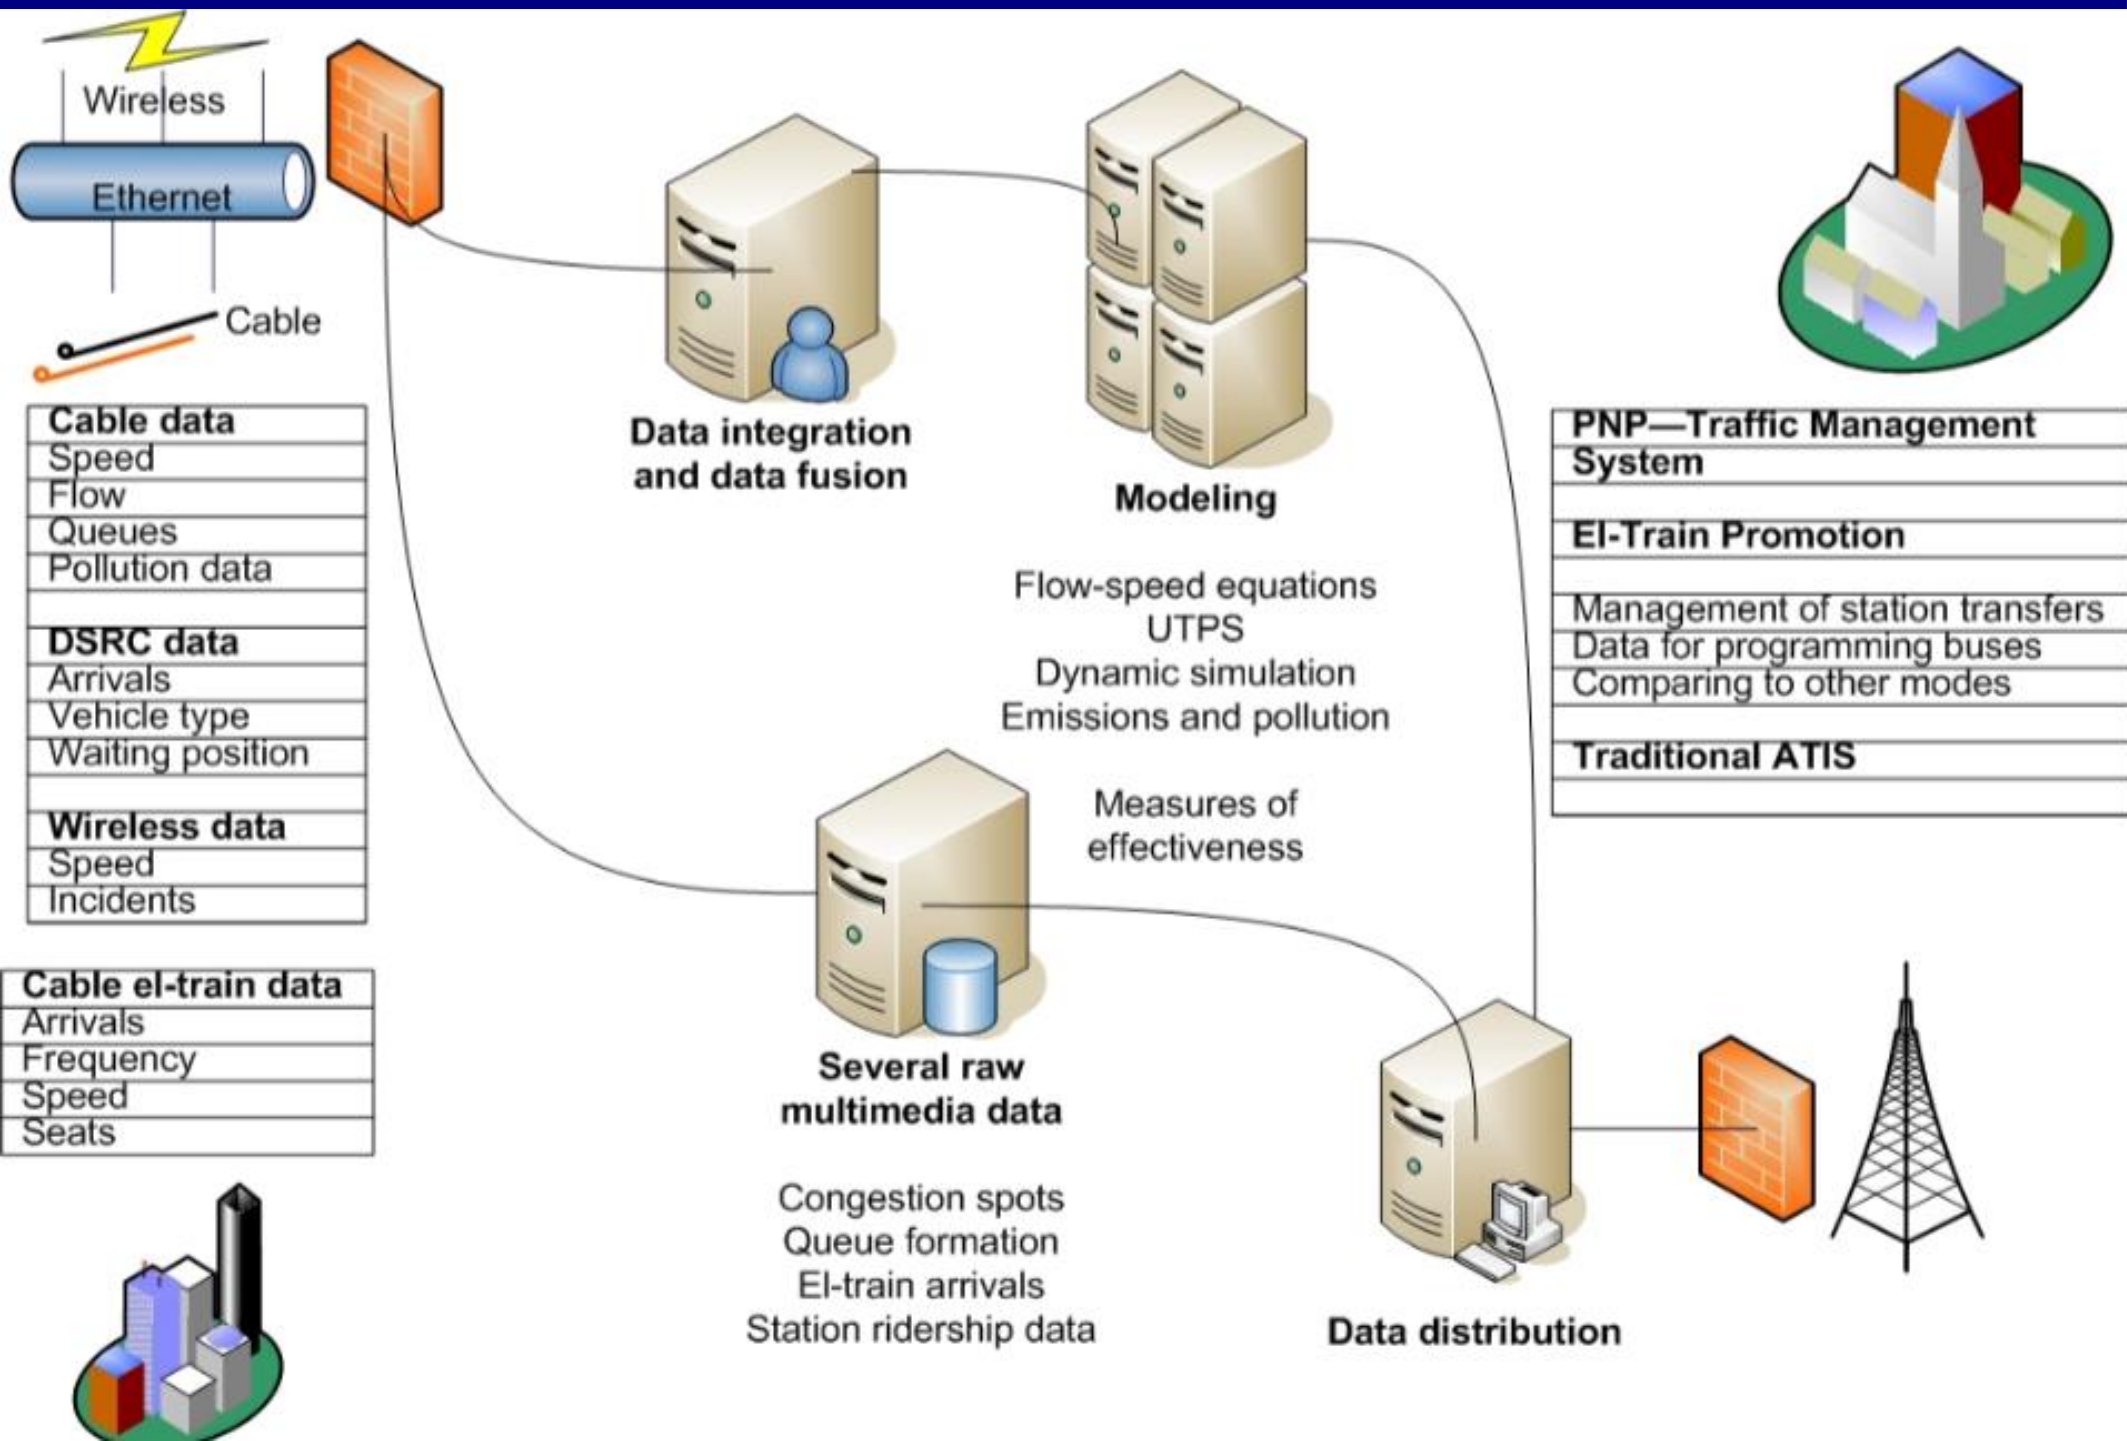 Wireless
Ethernet
Cable
Cable data
Speed
Flow
Queues
Pollution data
DSRC data
Arrivals
Vehicle type
Waiting position
Wireless data
Speed
Incidents
Cable el-train data
Arrivals
Frequency
Speed
Seats
Data integration
and data fusion
Modeling
Flow-speed equations
UTPS
Dynamic simulation
Emissions and pollution
Measures of
effectiveness
Several raw
multimedia data
Congestion spots
Queue formation
El-train arrivals
Station ridership data
Data distribution
PNP—Traffic Management
System
El-Train Promotion
Management of station transfers
Data for programming buses
Comparing to other modes
Traditional ATIS